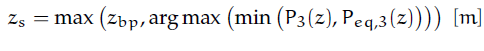 z_s = max (z_bp, arg max (min (P_3(z), P_eq,3(z)))) [m]